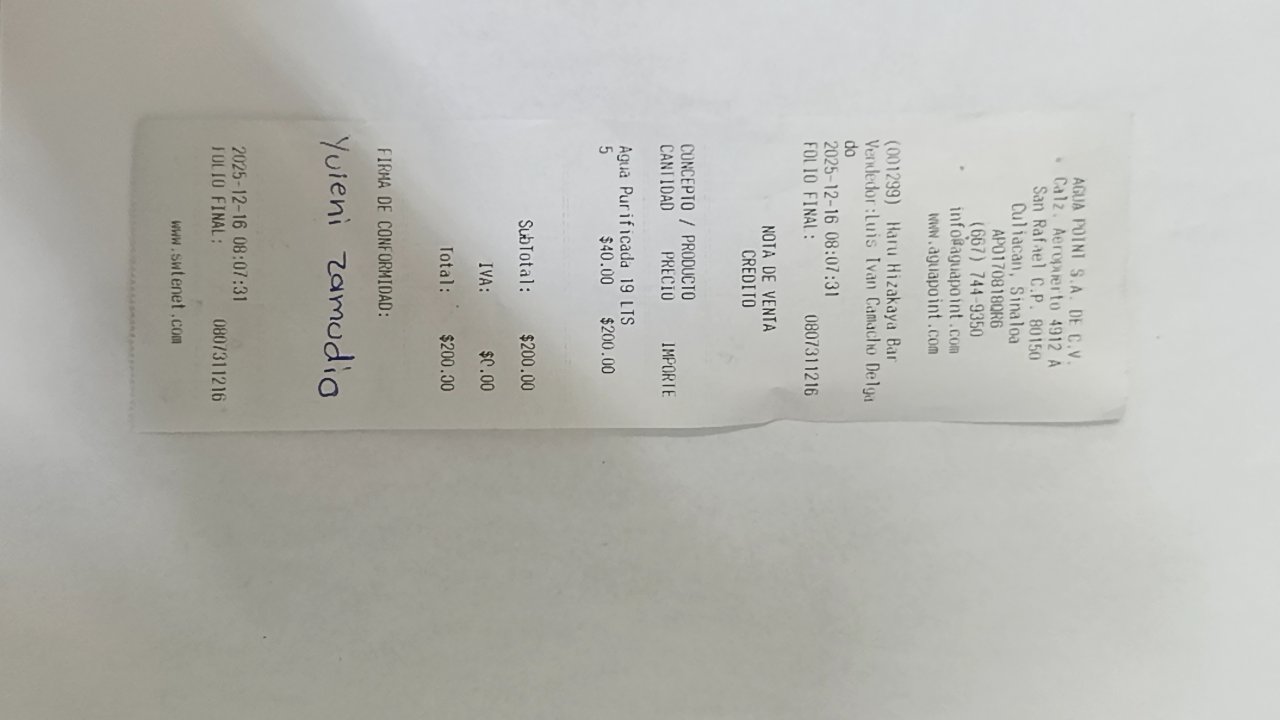 AGUA POINT S.A. DE C.V.
Calz. Aeropuerto 4912 A
San Rafael C.P. 80150
Culiacan, Sinaloa
APO170818QR6
(667) 744-9350
info@aguapoint.com
www.aguapoint.com
(001299) Haru Hizakaya Bar
Vendedor:Luis Ivan Camacho Delga
do
2025-12-16 08:07:31
FOLIO FINAL: 0807311216
NOTA DE VENTA
CREDITO
CONCEPTO / PRODUCTO
CANTIDAD PRECIO IMPORTE
Agua Purificada 19 LTS
5 $40.00 $200.00
SubTotal: $200.00
IVA: $0.00
Total: $200.00
FIRMA DE CONFORMIDAD:
Yuieni zamudio
2025-12-16 08:07:31
FOLIO FINAL: 0807311216
www.swtenet.com